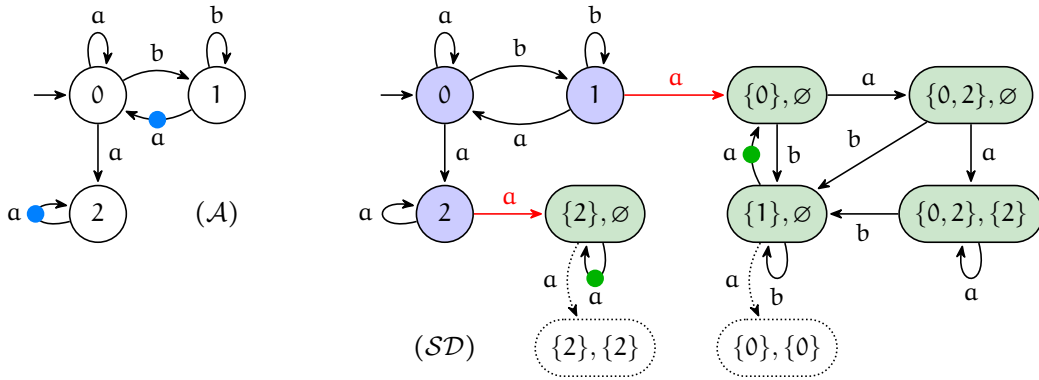 a b a b
b b a a
0 1 0 1 {0}, ∅ {0, 2}, ∅
a a a b b a
a a
a a a
2 2 {2}, ∅ {1}, ∅ {0, 2}, {2}
b
(𝒜)
a a a b a
(𝒮𝒟) {2}, {2} {0}, {0}